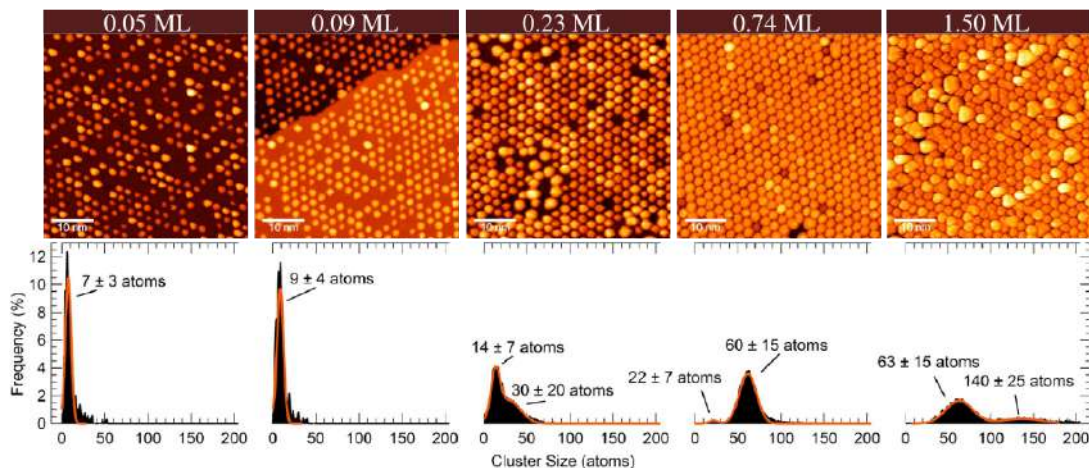 0.05 ML 0.09 ML 0.23 ML 0.74 ML 1.50 ML
10 nm 10 nm 10 nm 10 nm 10 nm
12
10
8
6
4
2
0
Frequency (%)
7 ± 3 atoms
9 ± 4 atoms
14 ± 7 atoms
30 ± 20 atoms
22 ± 7 atoms
60 ± 15 atoms
63 ± 15 atoms
140 ± 25 atoms
0 50 100 150 200 0 50 100 150 200 0 50 100 150 200 0 50 100 150 200 0 50 100 150 200
Cluster Size (atoms)